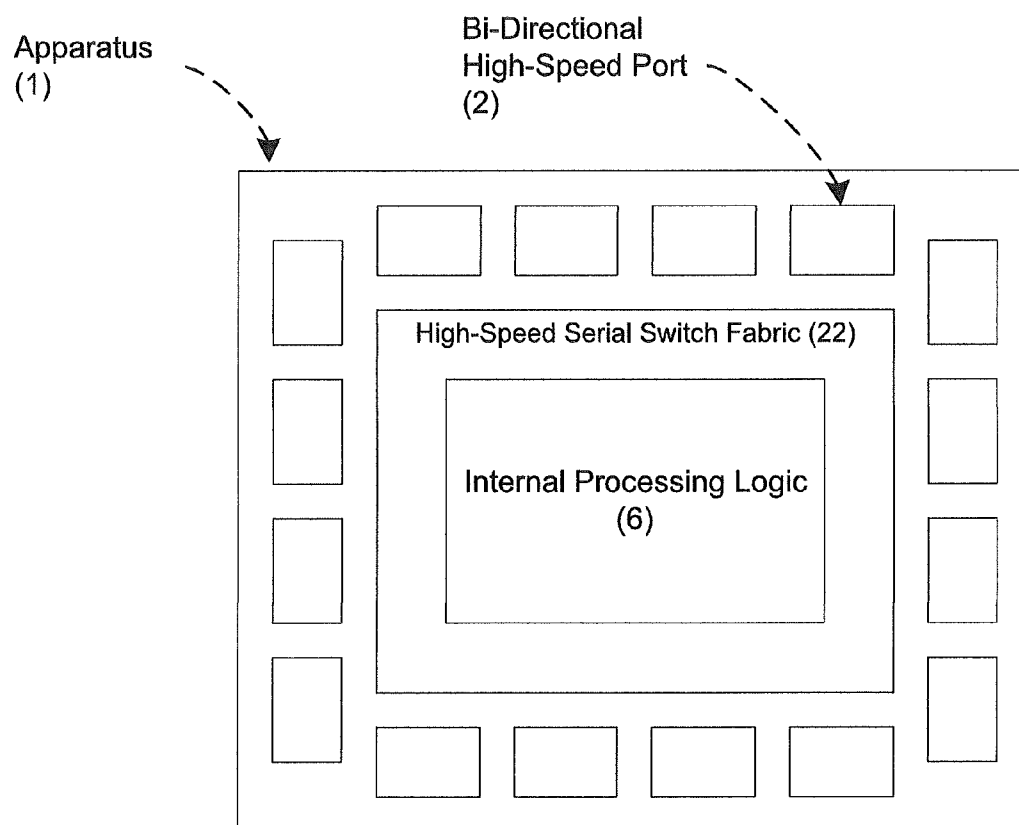 Apparatus
(1)
Bi-Directional
High-Speed Port
(2)
High-Speed Serial Switch Fabric (22)
Internal Processing Logic
(6)